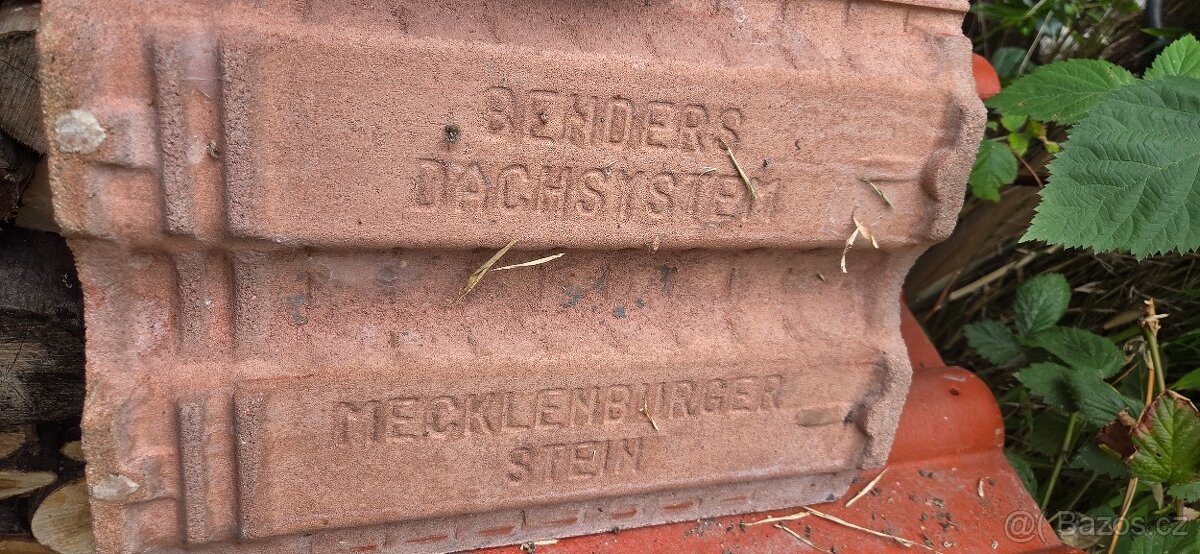 BENDERS
DACHSYSTEM
MECKLENBURGER
STEIN
@Bazos.cz